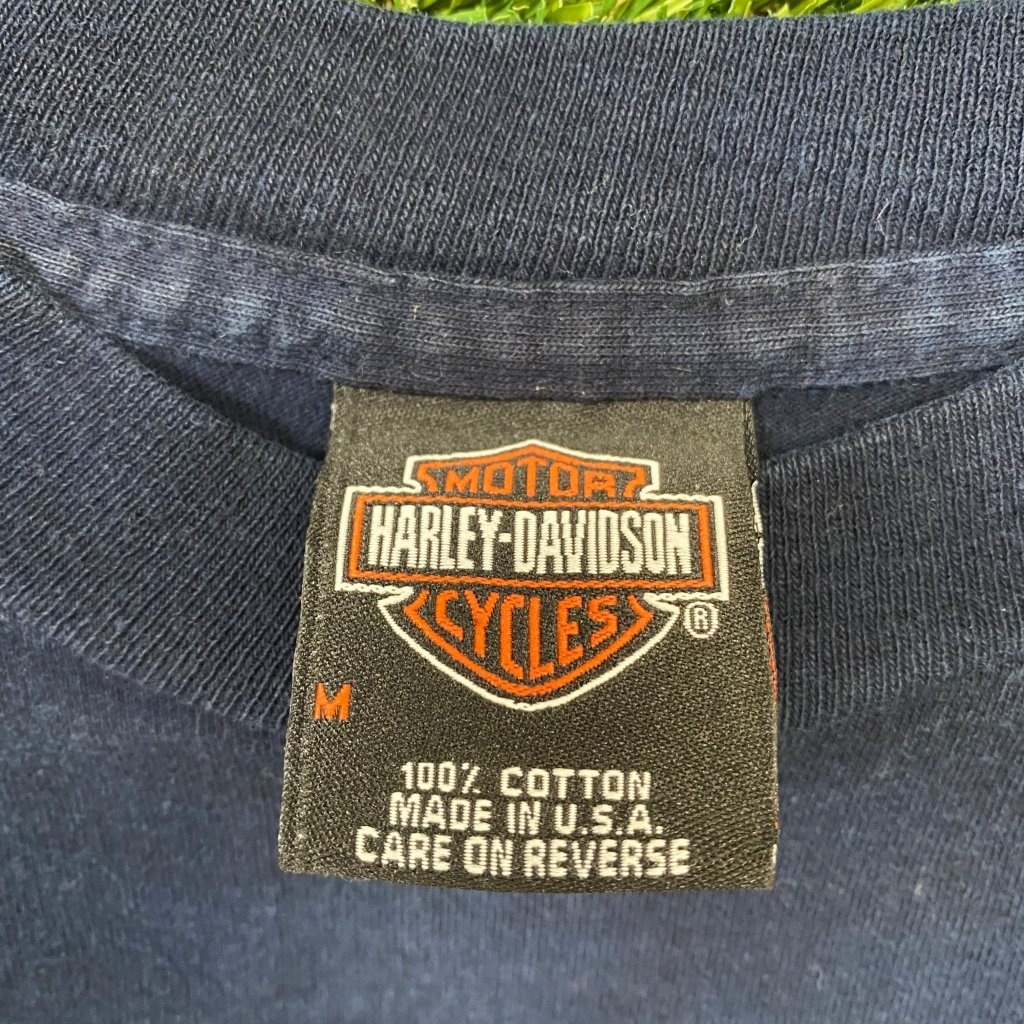 MOTOR
HARLEY-DAVIDSON
CYCLES
®
M
100% COTTON
MADE IN U.S.A.
CARE ON REVERSE